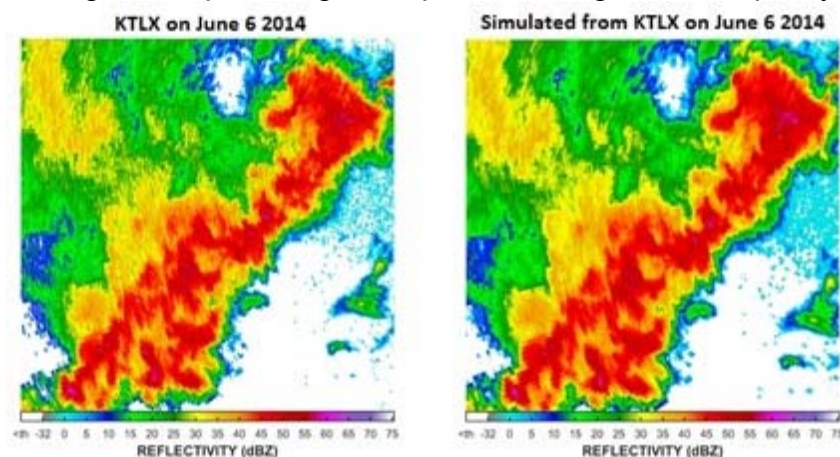 KTLX on June 6 2014
Simulated from KTLX on June 6 2014
<th -32 0 5 10 15 20 25 30 35 40 45 50 55 60 65 70 75
REFLECTIVITY (dBZ)
<th -32 0 5 10 15 20 25 30 35 40 45 50 55 60 65 70 75
REFLECTIVITY (dBZ)